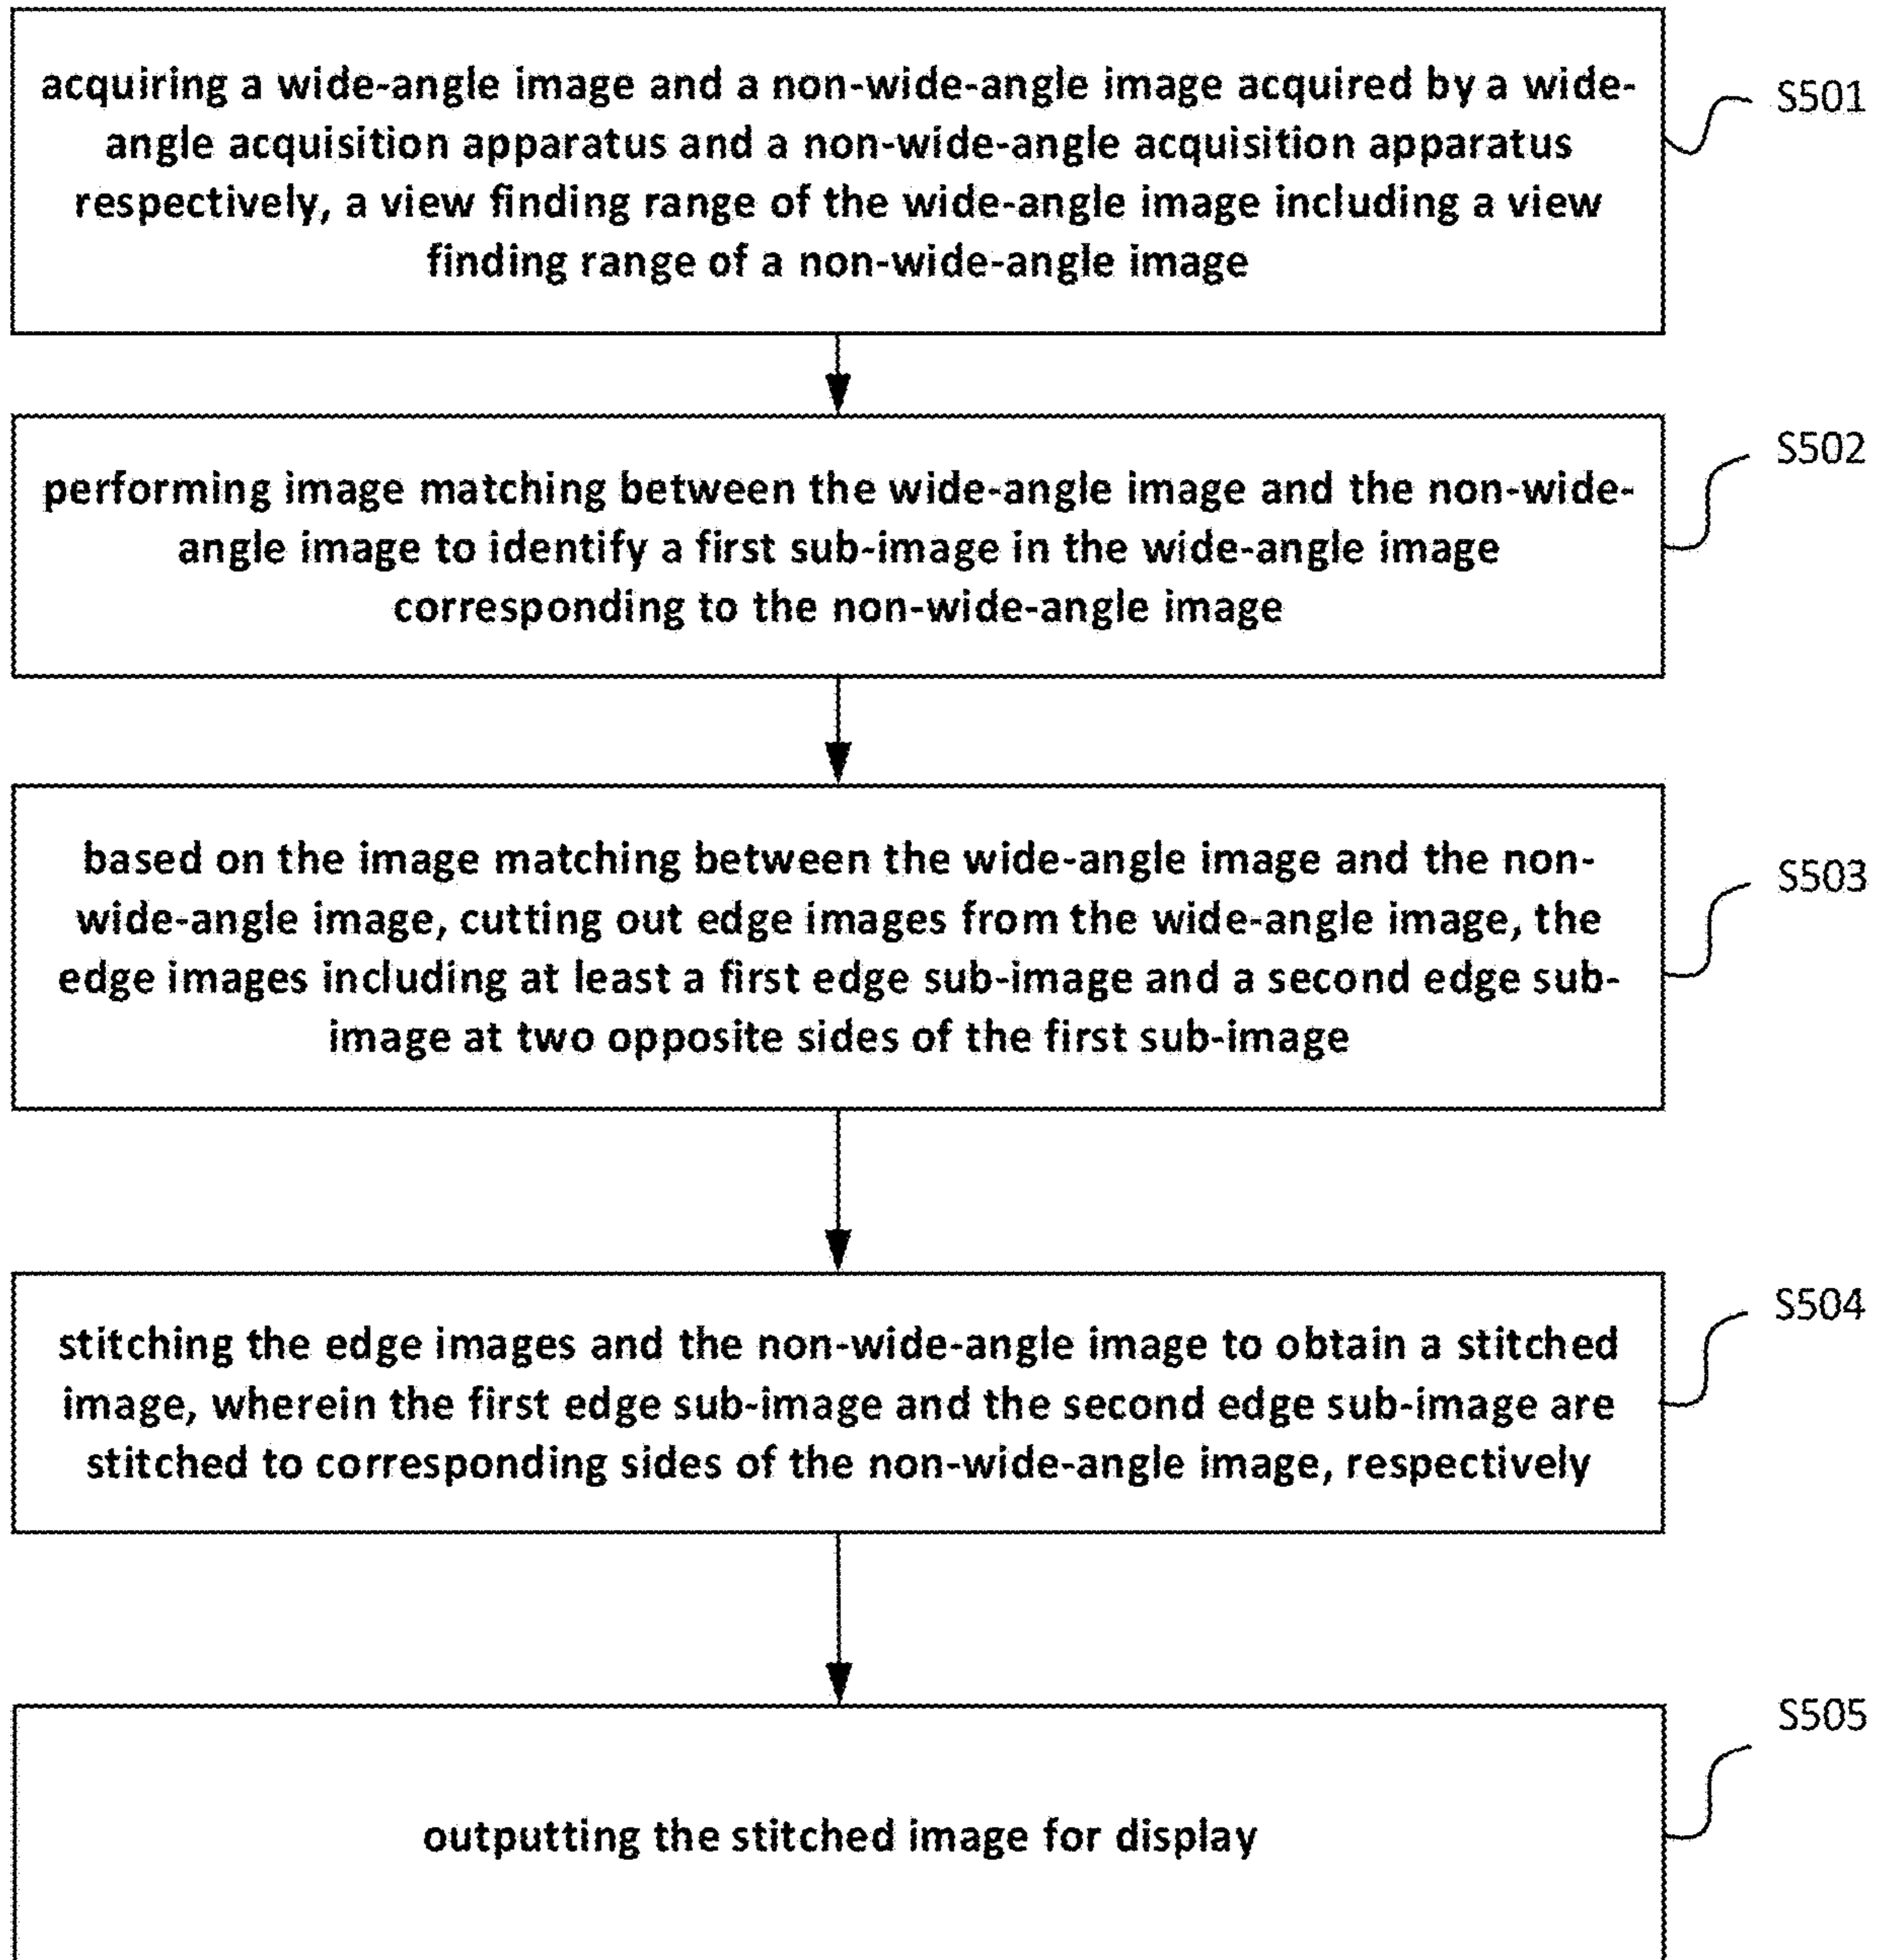 acquiring a wide-angle image and a non-wide-angle image acquired by a wide-
angle acquisition apparatus and a non-wide-angle acquisition apparatus
respectively, a view finding range of the wide-angle image including a view
finding range of a non-wide-angle image
S501
performing image matching between the wide-angle image and the non-wide-
angle image to identify a first sub-image in the wide-angle image
corresponding to the non-wide-angle image
S502
based on the image matching between the wide-angle image and the non-
wide-angle image, cutting out edge images from the wide-angle image, the
edge images including at least a first edge sub-image and a second edge sub-
image at two opposite sides of the first sub-image
S503
stitching the edge images and the non-wide-angle image to obtain a stitched
image, wherein the first edge sub-image and the second edge sub-image are
stitched to corresponding sides of the non-wide-angle image, respectively
S504
outputting the stitched image for display
S505